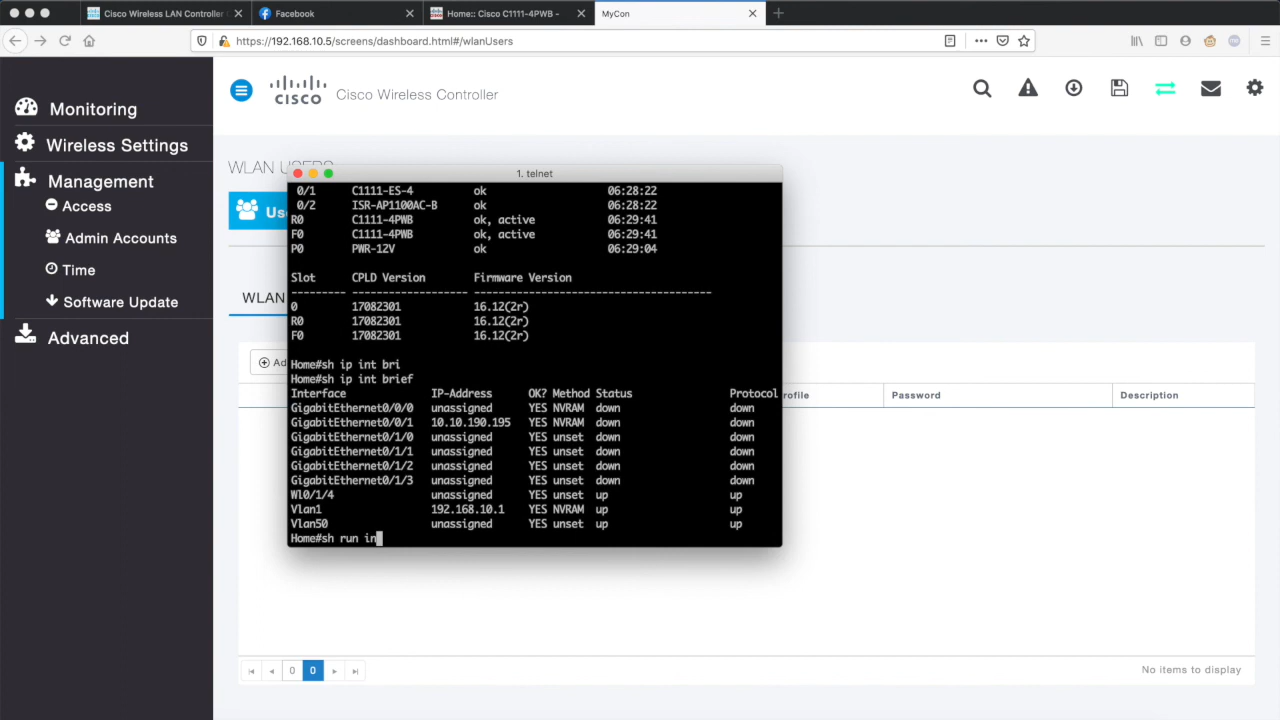 Cisco Wireless LAN Controller
Facebook
Home:: Cisco C1111-4PWB -
MyCon
https://192.168.10.5/screens/dashboard.html#/wlanUsers
Monitoring
Wireless Settings
Management
Access
Admin Accounts
Time
Software Update
Advanced
CISCO
Cisco Wireless Controller
WLAN USERS
Us
WLAN
Ad
rofile
Password
Description
1. telnet
0/1 C1111-ES-4 ok 06:28:22
0/2 ISR-AP1100AC-B ok 06:28:22
R0 C1111-4PWB ok, active 06:29:41
F0 C1111-4PWB ok, active 06:29:41
P0 PWR-12V ok 06:29:04
Slot CPLD Version Firmware Version
--------- ------------------- ---------------------------------------
0 17082301 16.12(2r)
R0 17082301 16.12(2r)
F0 17082301 16.12(2r)
Home#sh ip int bri
Home#sh ip int brief
Interface IP-Address OK? Method Status Protocol
GigabitEthernet0/0/0 unassigned YES NVRAM down down
GigabitEthernet0/0/1 10.10.190.195 YES NVRAM down down
GigabitEthernet0/1/0 unassigned YES unset down down
GigabitEthernet0/1/1 unassigned YES unset down down
GigabitEthernet0/1/2 unassigned YES unset down down
GigabitEthernet0/1/3 unassigned YES unset down down
Wl0/1/4 unassigned YES unset up up
Vlan1 192.168.10.1 YES NVRAM up up
Vlan50 unassigned YES unset up up
Home#sh run in
0 0
No items to display